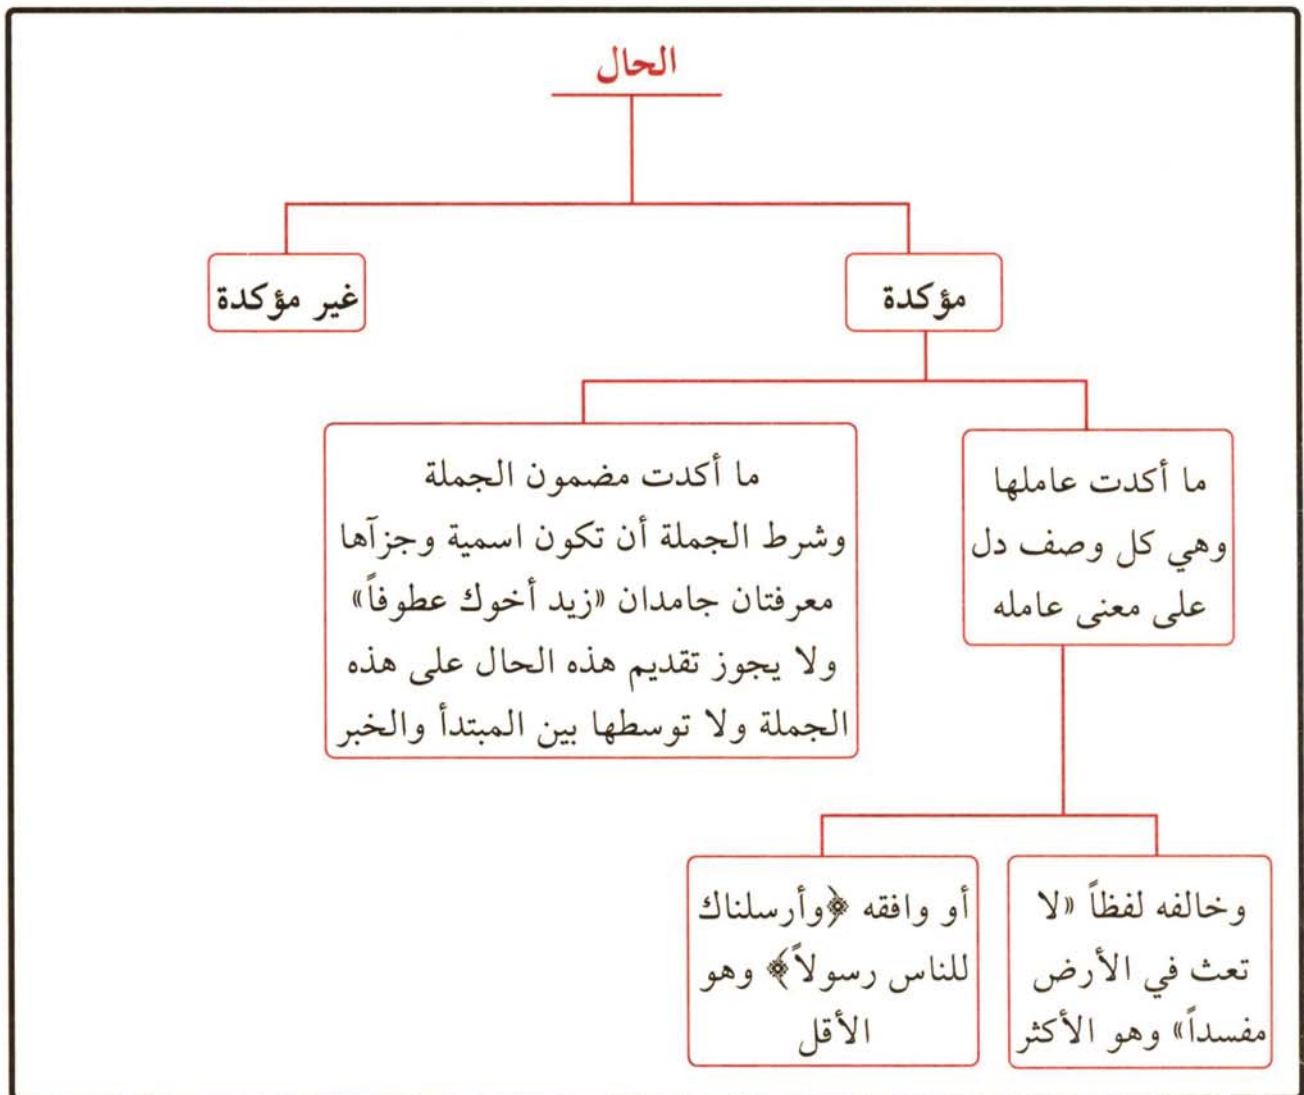 الحال
مؤكدة
غير مؤكدة
ما أكدت عاملها
وهي كل وصف دل
على معنى عامله
ما أكدت مضمون الجملة
وشرط الجملة أن تكون اسمية وجزآها
معرفتان جامدان «زيد أخوك عطوفاً»
ولا يجوز تقديم هذه الحال على هذه
الجملة ولا توسطها بين المبتدأ والخبر
وخالفه لفظاً «لا
تعث في الأرض
مفسداً» وهو الأكثر
أو وافقه ﴿وأرسلناك
للناس رسولاً﴾ وهو
الأقل